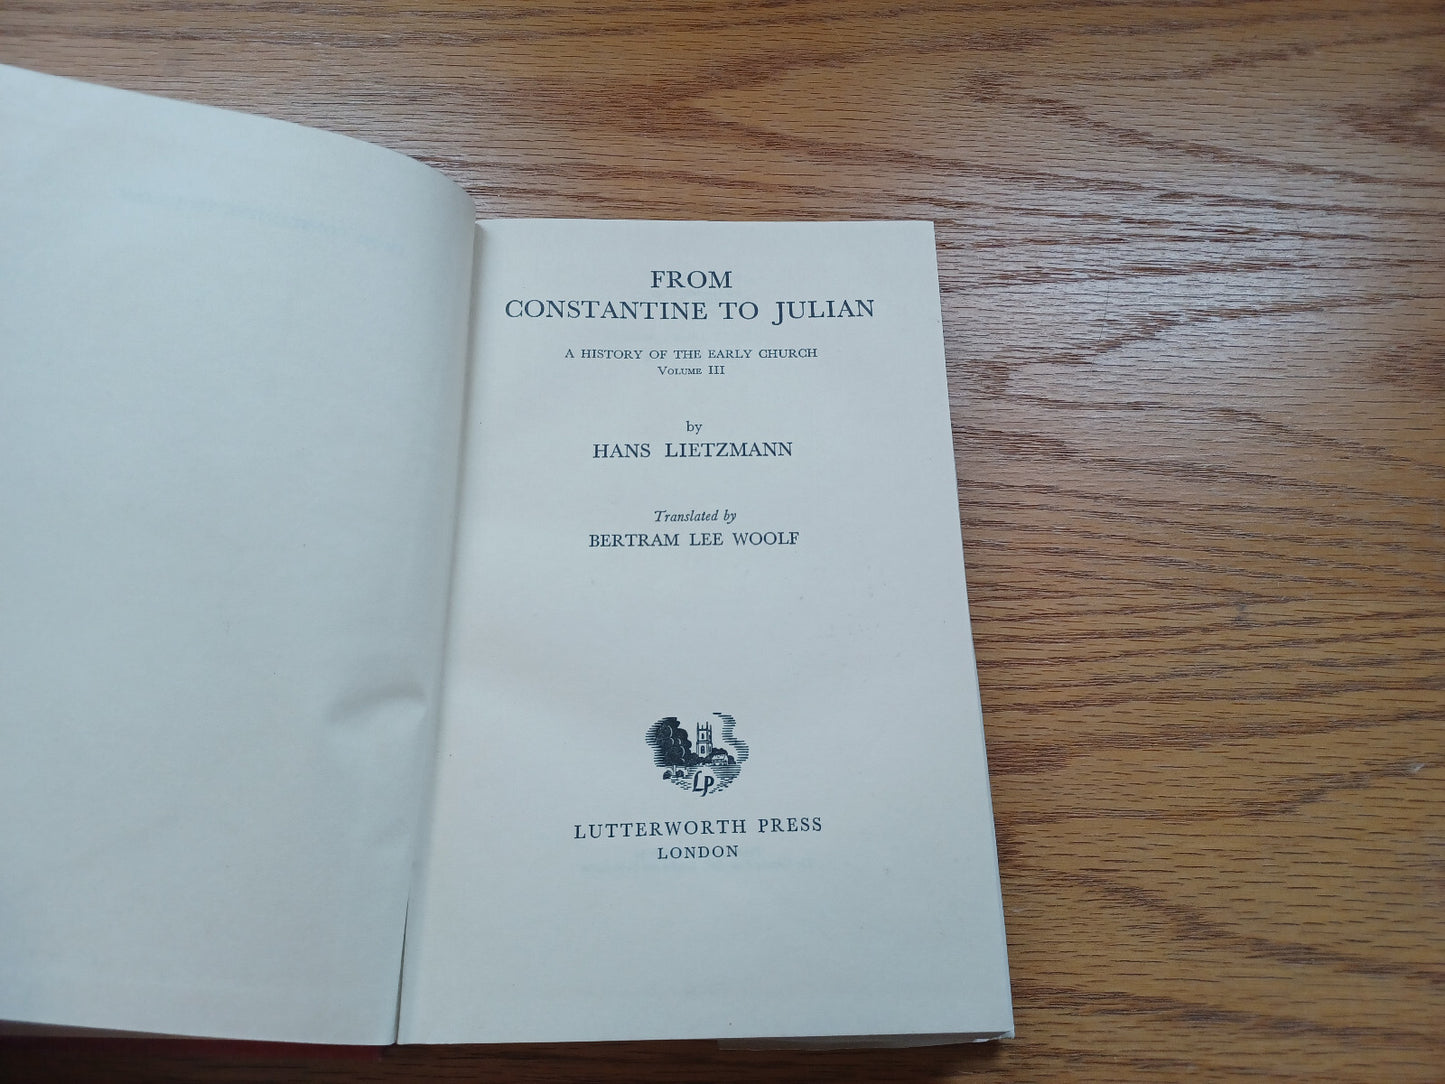 FROM
CONSTANTINE TO JULIAN
A HISTORY OF THE EARLY CHURCH
VOLUME III
by
HANS LIETZMANN
Translated by
BERTRAM LEE WOOLF
LP
LUTTERWORTH PRESS
LONDON